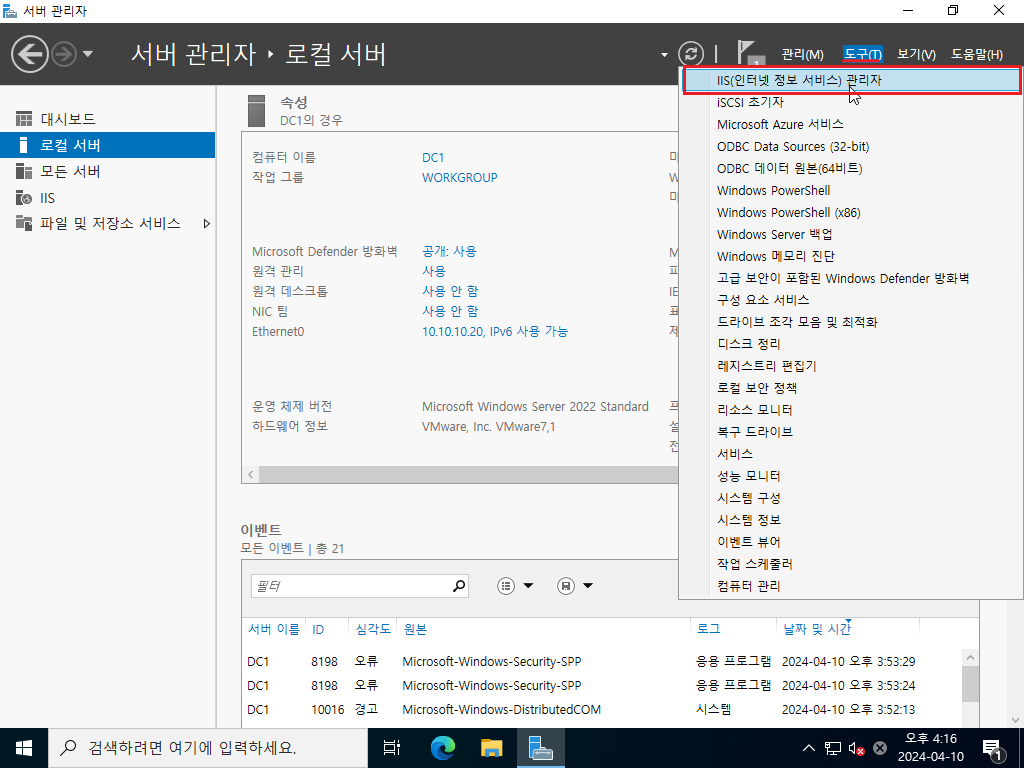 서버 관리자
서버 관리자 ‣ 로컬 서버
1
관리(M) 도구(T) 보기(V) 도움말(H)
IIS(인터넷 정보 서비스) 관리자
iSCSI 초기자
Microsoft Azure 서비스
ODBC Data Sources (32-bit)
ODBC 데이터 원본(64비트)
Windows PowerShell
Windows PowerShell (x86)
Windows Server 백업
Windows 메모리 진단
고급 보안이 포함된 Windows Defender 방화벽
구성 요소 서비스
드라이브 조각 모음 및 최적화
디스크 정리
레지스트리 편집기
로컬 보안 정책
리소스 모니터
복구 드라이브
서비스
성능 모니터
시스템 구성
시스템 정보
이벤트 뷰어
작업 스케줄러
컴퓨터 관리
대시보드
로컬 서버
모든 서버
IIS
파일 및 저장소 서비스
속성
DC1의 경우
컴퓨터 이름 DC1
작업 그룹 WORKGROUP
Microsoft Defender 방화벽 공개: 사용
원격 관리 사용
원격 데스크톱 사용 안 함
NIC 팀 사용 안 함
Ethernet0 10.10.10.20, IPv6 사용 가능
운영 체제 버전 Microsoft Windows Server 2022 Standard
하드웨어 정보 VMware, Inc. VMware7,1
이벤트
모든 이벤트 | 총 21
필터
서버 이름 ID 심각도 원본 로그 날짜 및 시간
DC1 8198 오류 Microsoft-Windows-Security-SPP 응용 프로그램 2024-04-10 오후 3:53:29
DC1 8198 오류 Microsoft-Windows-Security-SPP 응용 프로그램 2024-04-10 오후 3:53:24
DC1 10016 경고 Microsoft-Windows-DistributedCOM 시스템 2024-04-10 오후 3:52:13
검색하려면 여기에 입력하세요.
오후 4:16
2024-04-10
1